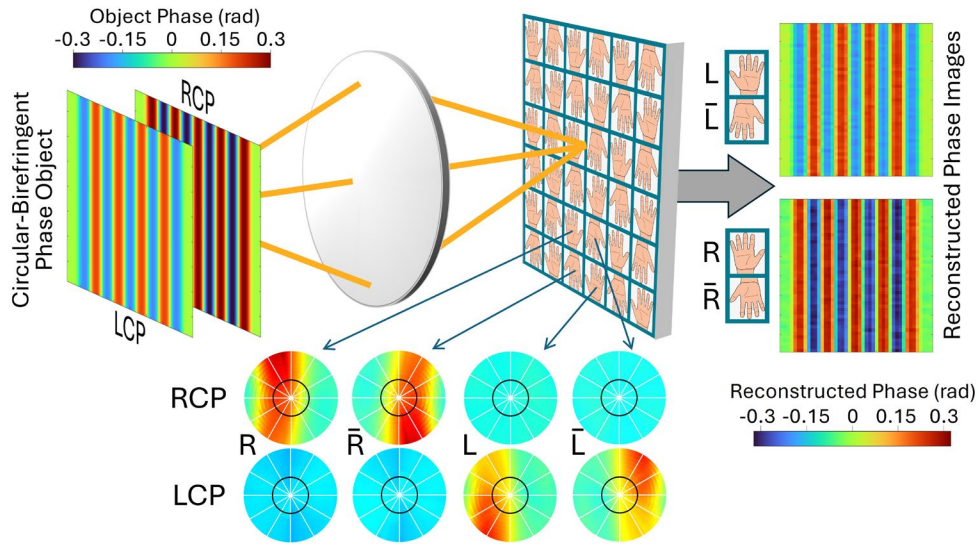 Object Phase (rad)
-0.3 -0.15 0 0.15 0.3
Circular-Birefringent
Phase Object
RCP
LCP
L
L̅
R
R̅
Reconstructed Phase Images
RCP
R R̅ L L̅
LCP
Reconstructed Phase (rad)
-0.3 -0.15 0 0.15 0.3